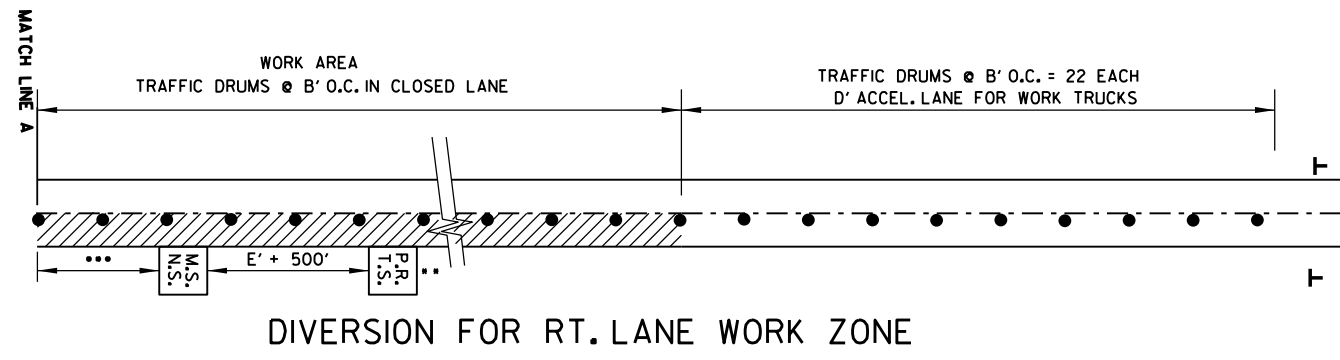 MATCH LINE A
WORK AREA
TRAFFIC DRUMS @ B' O.C. IN CLOSED LANE
TRAFFIC DRUMS @ B' O.C. = 22 EACH
D' ACCEL. LANE FOR WORK TRUCKS
***
M.S.
N.S.
E' + 500'
P.R.
T.S.
**
DIVERSION FOR RT. LANE WORK ZONE